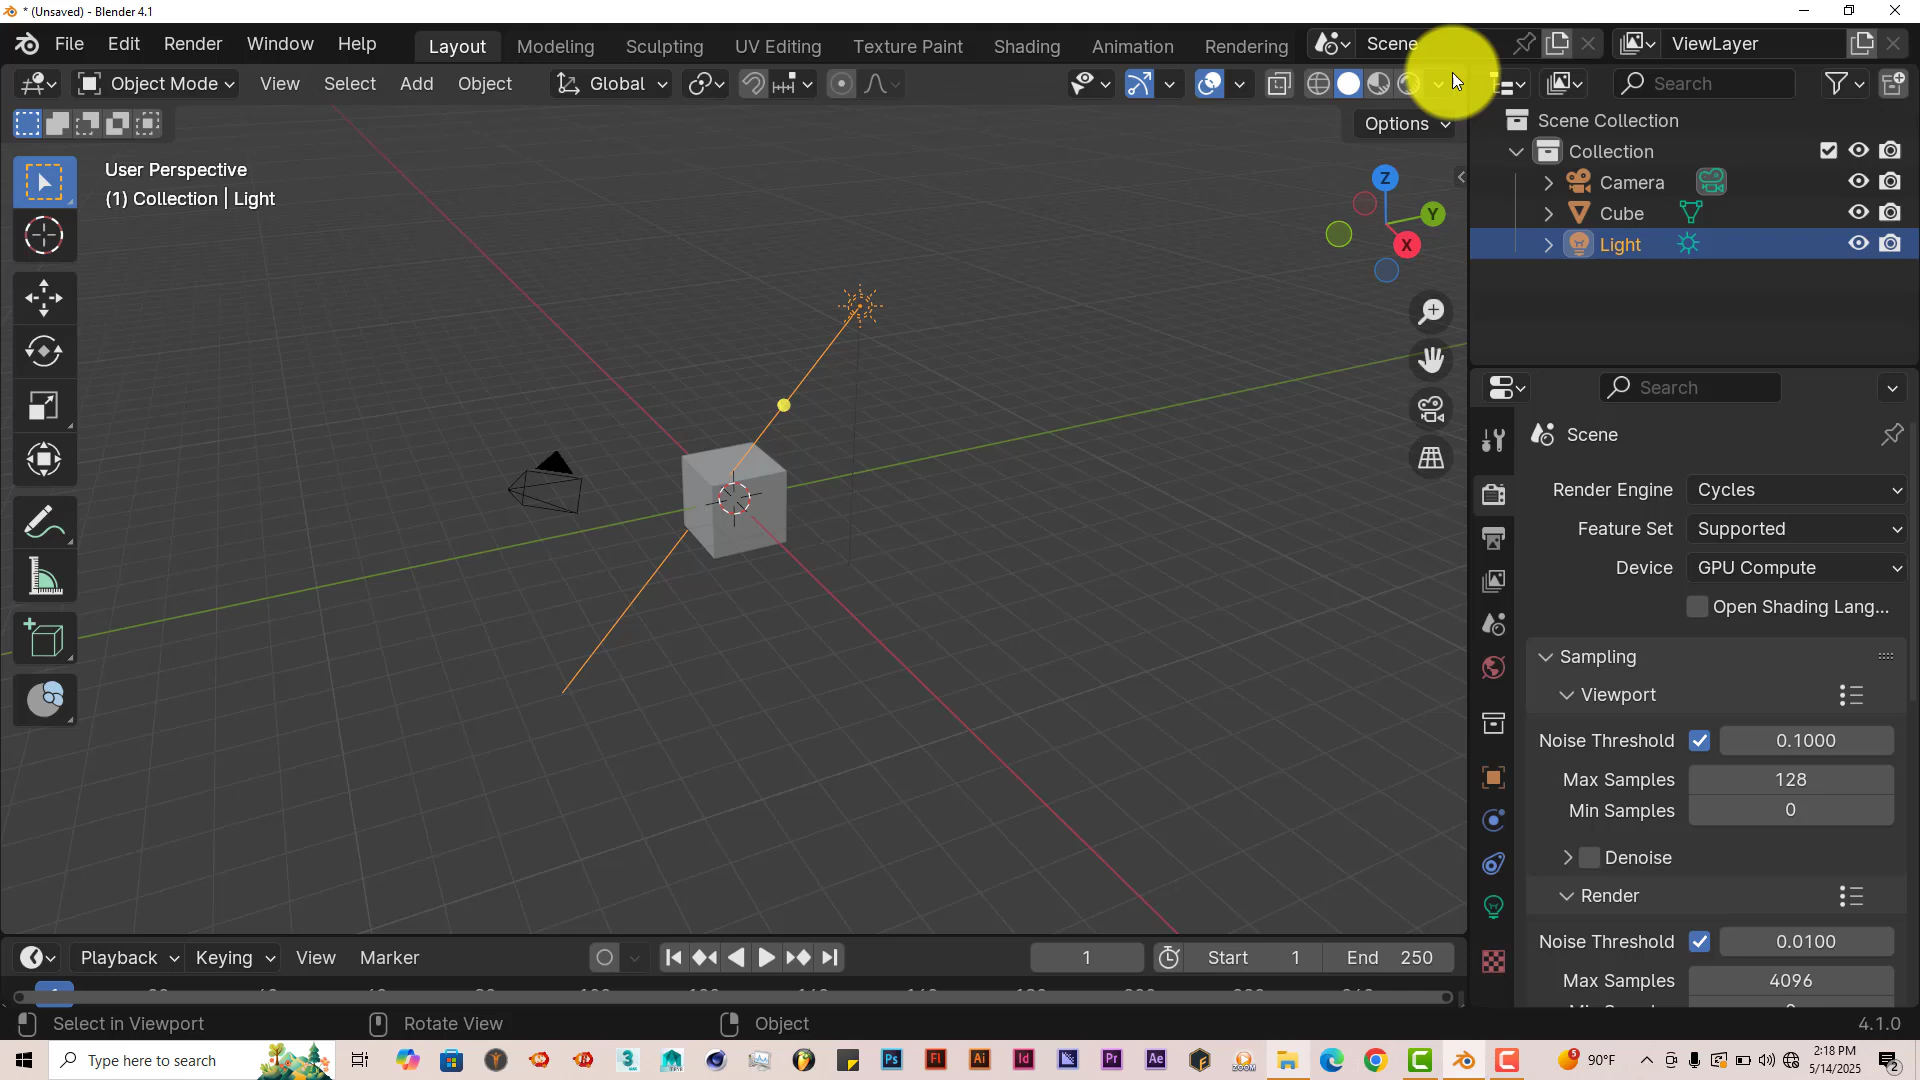 * (Unsaved) - Blender 4.1
File Edit Render Window Help Layout Modeling Sculpting UV Editing Texture Paint Shading Animation Rendering Scene ViewLayer
Object Mode View Select Add Object Global Search
Options
User Perspective
(1) Collection | Light
Z
Y
X
Scene Collection
Collection
Camera
Cube
Light
Search
Scene
Render Engine Cycles
Feature Set Supported
Device GPU Compute
Open Shading Lang...
Sampling
Viewport
Noise Threshold 0.1000
Max Samples 128
Min Samples 0
Denoise
Render
Noise Threshold 0.0100
Max Samples 4096
Playback Keying View Marker 1 Start 1 End 250
Select in Viewport Rotate View Object 4.1.0
Type here to search 90°F 2:18 PM
5/14/2025